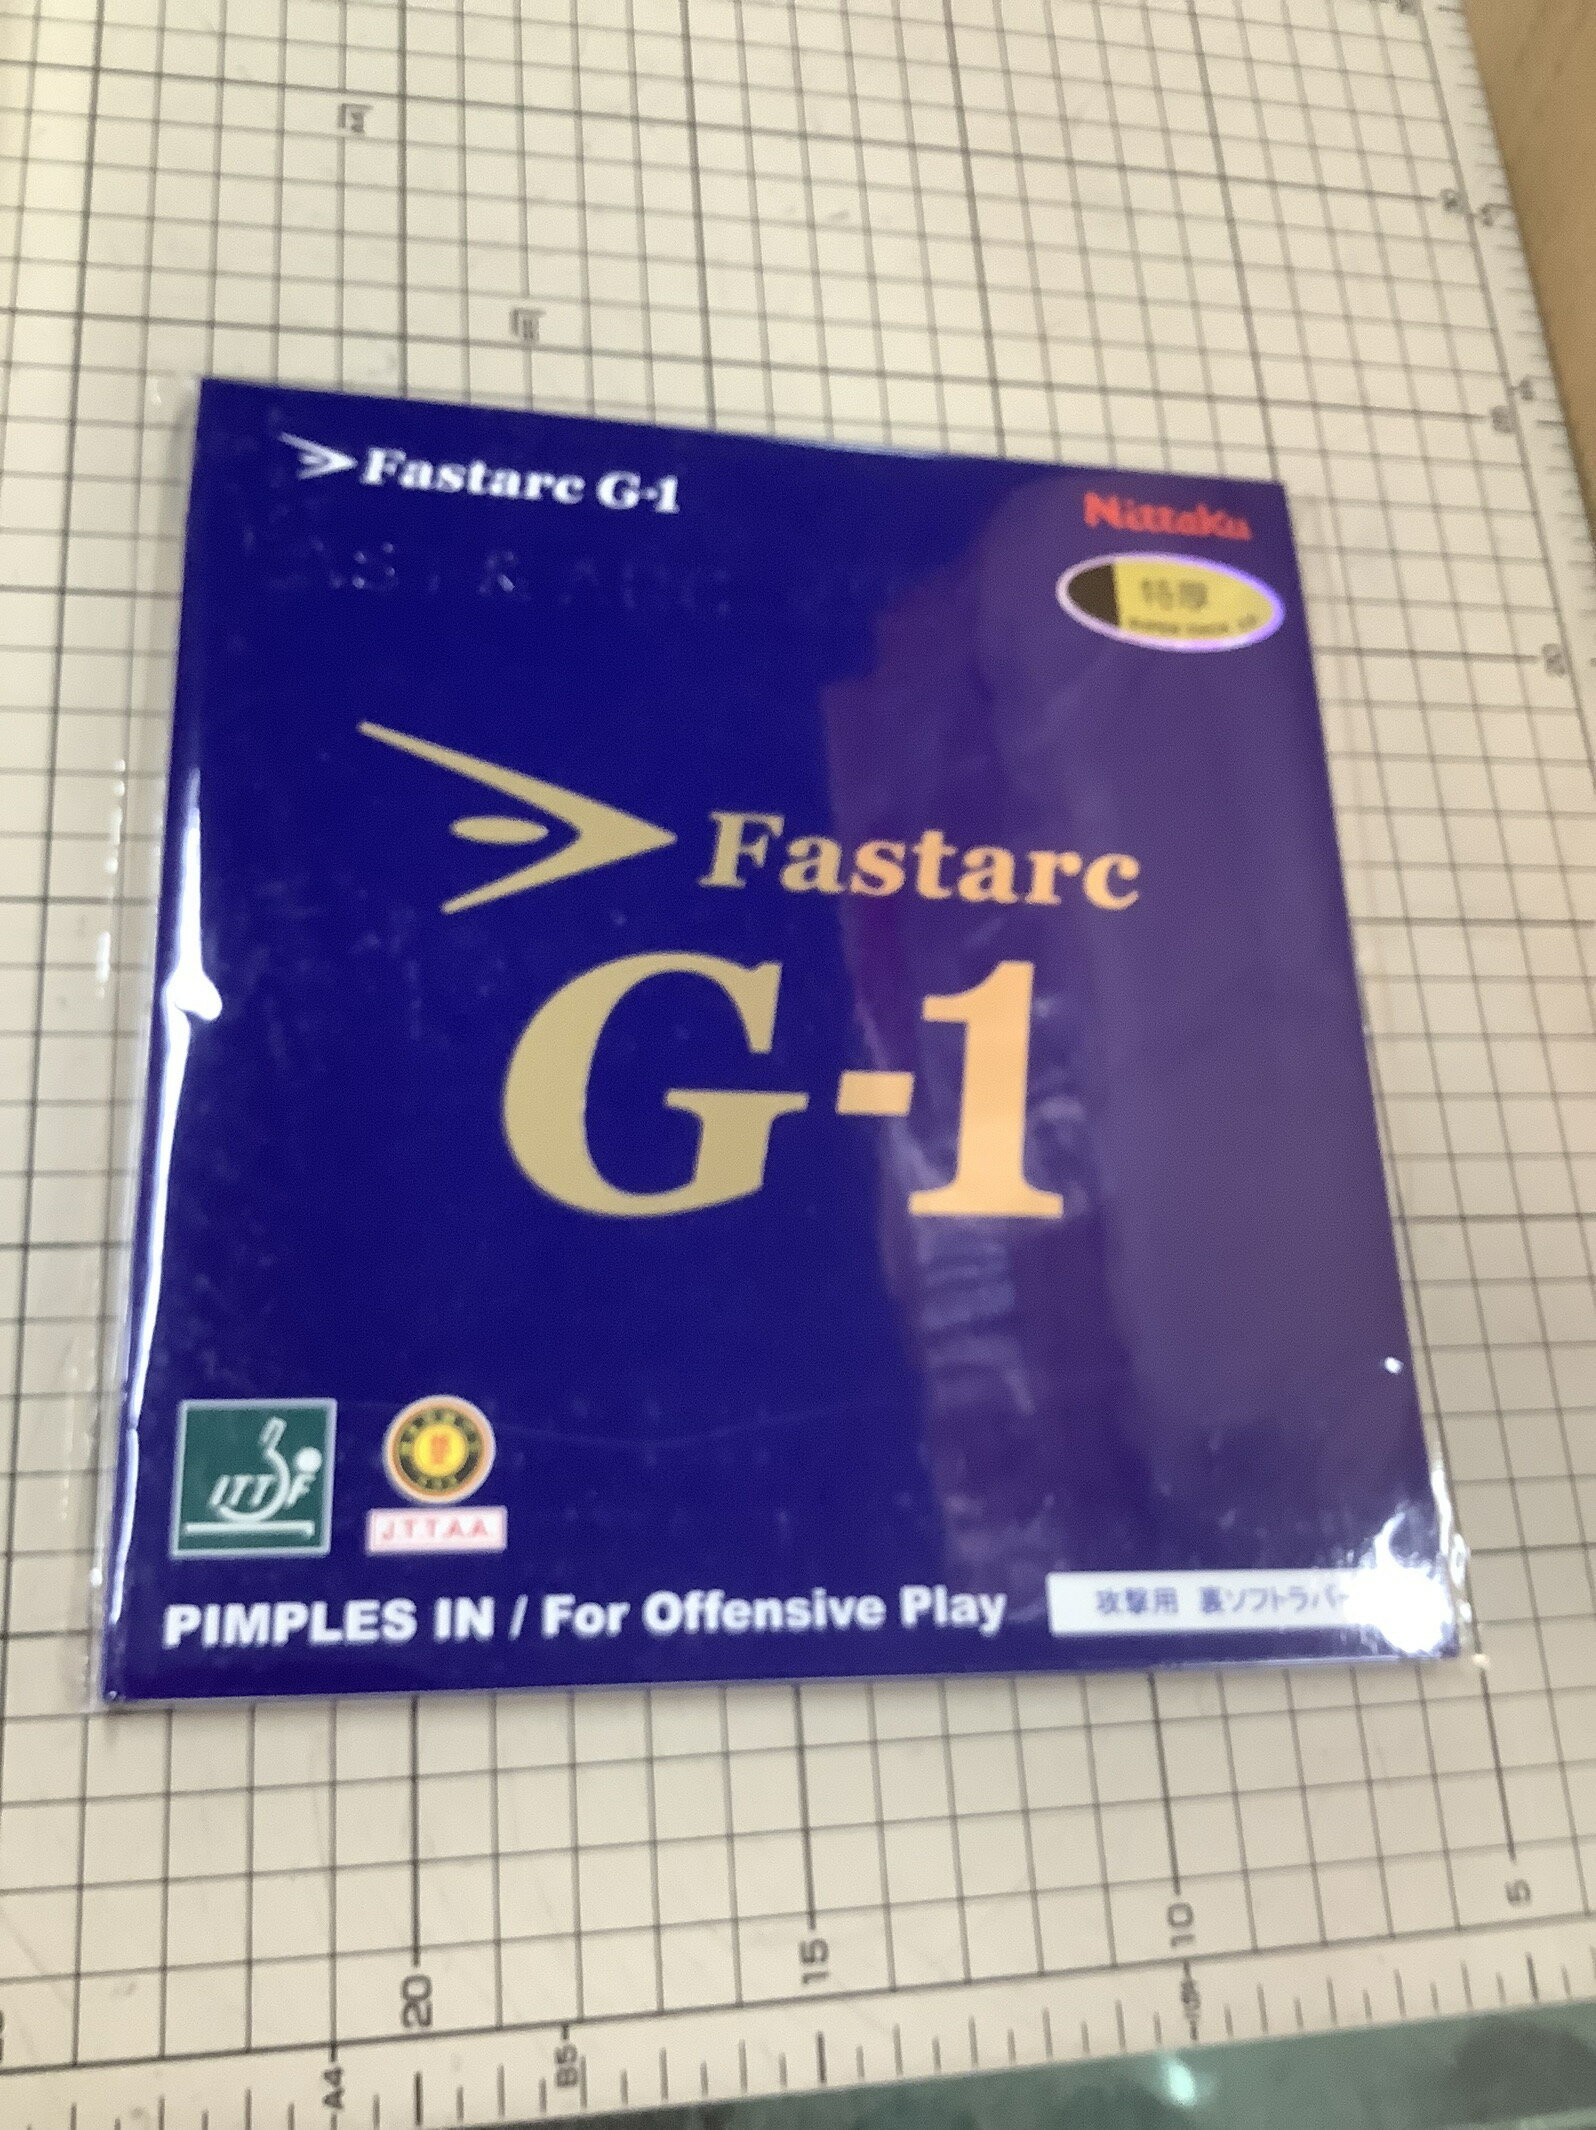 Fastarc G-1
Nittaku
特厚
Fastarc
G-1
ITTF
JTTAA
PIMPLES IN / For Offensive Play
攻撃用 裏ソフトラバー
5
10
15
20
B5
A4